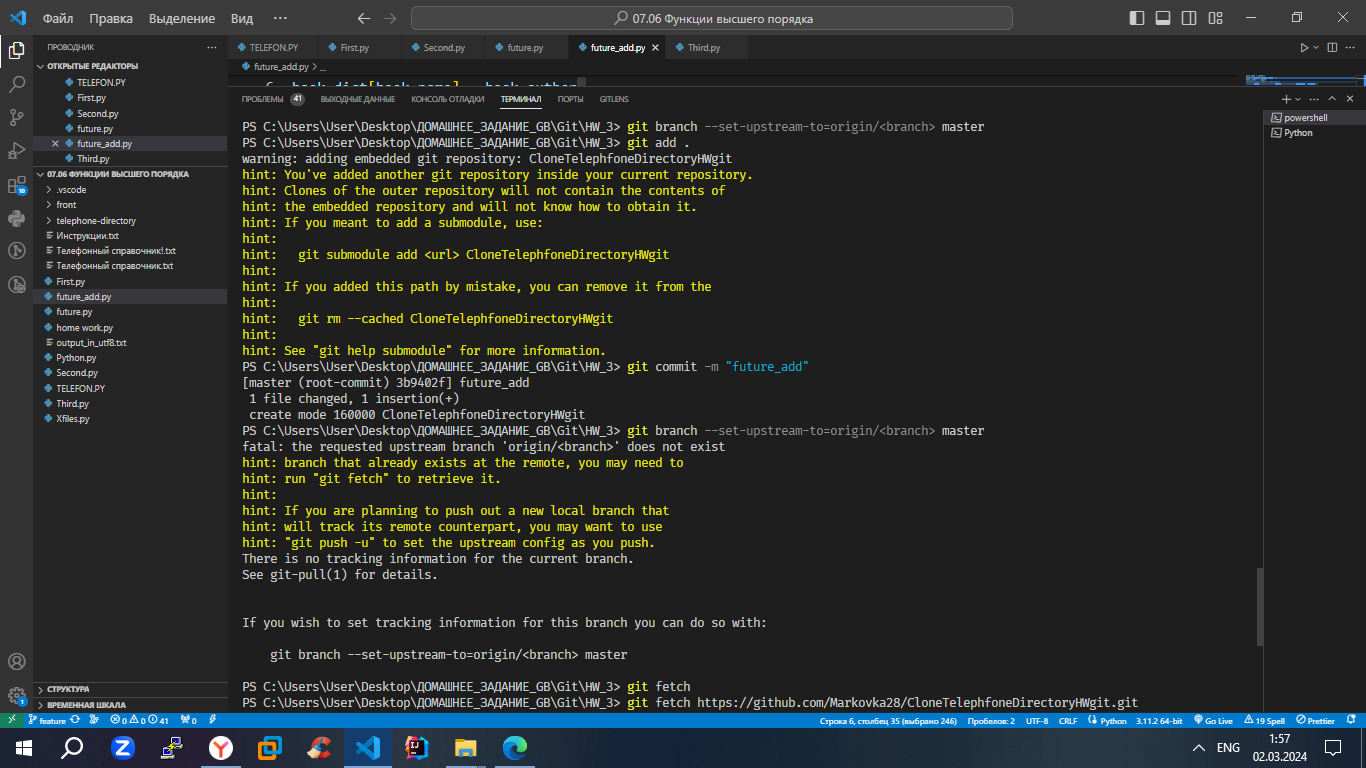 Файл Правка Выделение Вид ··· 07.06 Функции высшего порядка
ПРОВОДНИК ···
ОТКРЫТЫЕ РЕДАКТОРЫ
TELEFON.PY
First.py
Second.py
future.py
future_add.py
Third.py
07.06 ФУНКЦИИ ВЫСШЕГО ПОРЯДКА
.vscode
front
telephone-directory
Инструкции.txt
Телефонный справочник!.txt
Телефонный справочник.txt
First.py
future_add.py
future.py
home work.py
output_in_utf8.txt
Python.py
Second.py
TELEFON.PY
Third.py
Xfiles.py
СТРУКТУРА
ВРЕМЕННАЯ ШКАЛА
TELEFON.PY First.py Second.py future.py future_add.py Third.py
future_add.py > ...
ПРОБЛЕМЫ 41 ВЫХОДНЫЕ ДАННЫЕ КОНСОЛЬ ОТЛАДКИ ТЕРМИНАЛ ПОРТЫ GITLENS
powershell
Python
PS C:\Users\User\Desktop\ДОМАШНЕЕ_ЗАДАНИЕ_GB\Git\HW_3> git branch --set-upstream-to=origin/<branch> master
PS C:\Users\User\Desktop\ДОМАШНЕЕ_ЗАДАНИЕ_GB\Git\HW_3> git add .
warning: adding embedded git repository: CloneTelephfoneDirectoryHWgit
hint: You've added another git repository inside your current repository.
hint: Clones of the outer repository will not contain the contents of
hint: the embedded repository and will not know how to obtain it.
hint: If you meant to add a submodule, use:
hint:
hint: git submodule add <url> CloneTelephfoneDirectoryHWgit
hint:
hint: If you added this path by mistake, you can remove it from the
hint:
hint: git rm --cached CloneTelephfoneDirectoryHWgit
hint:
hint: See "git help submodule" for more information.
PS C:\Users\User\Desktop\ДОМАШНЕЕ_ЗАДАНИЕ_GB\Git\HW_3> git commit -m "future_add"
[master (root-commit) 3b9402f] future_add
1 file changed, 1 insertion(+)
create mode 160000 CloneTelephfoneDirectoryHWgit
PS C:\Users\User\Desktop\ДОМАШНЕЕ_ЗАДАНИЕ_GB\Git\HW_3> git branch --set-upstream-to=origin/<branch> master
fatal: the requested upstream branch 'origin/<branch>' does not exist
hint: branch that already exists at the remote, you may need to
hint: run "git fetch" to retrieve it.
hint:
hint: If you are planning to push out a new local branch that
hint: will track its remote counterpart, you may want to use
hint: "git push -u" to set the upstream config as you push.
There is no tracking information for the current branch.
See git-pull(1) for details.
If you wish to set tracking information for this branch you can do so with:
git branch --set-upstream-to=origin/<branch> master
PS C:\Users\User\Desktop\ДОМАШНЕЕ_ЗАДАНИЕ_GB\Git\HW_3> git fetch
PS C:\Users\User\Desktop\ДОМАШНЕЕ_ЗАДАНИЕ_GB\Git\HW_3> git fetch https://github.com/Markovka28/CloneTelephfoneDirectoryHWgit.git
feature 0 0 41 0 Строка 6, столбец 35 (выбрано 246) Пробелов: 2 UTF-8 CRLF Python 3.11.2 64-bit Go Live 19 Spell Prettier
ENG 1:57
02.03.2024